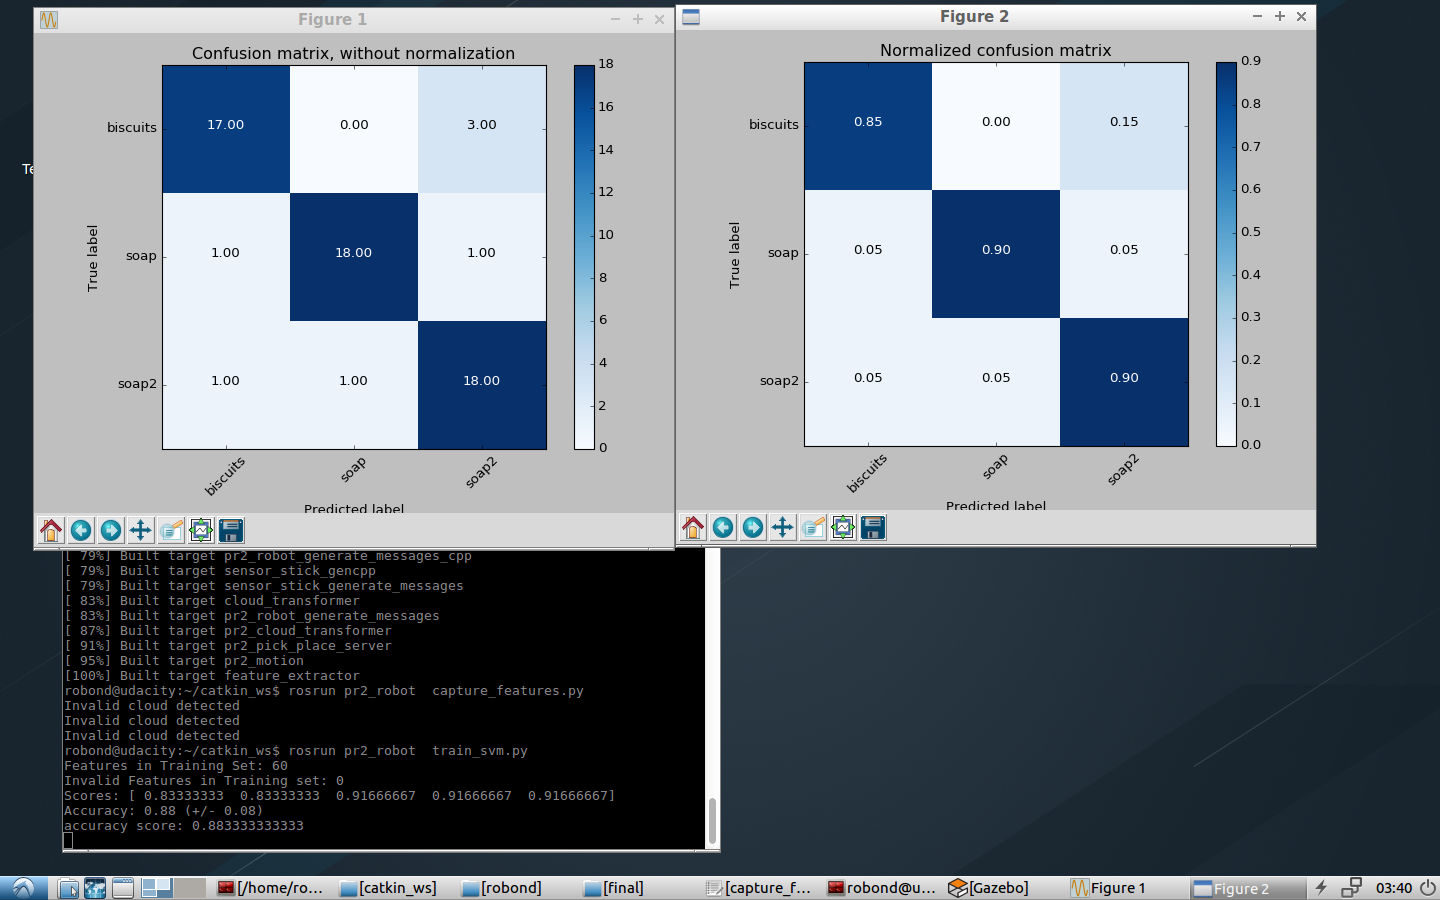 Figure 1
Confusion matrix, without normalization
biscuits
soap
soap2
True label
17.00 0.00 3.00
1.00 18.00 1.00
1.00 1.00 18.00
biscuits soap soap2
Predicted label
18
16
14
12
10
8
6
4
2
0
Figure 2
Normalized confusion matrix
biscuits
soap
soap2
True label
0.85 0.00 0.15
0.05 0.90 0.05
0.05 0.05 0.90
biscuits soap soap2
Predicted label
0.9
0.8
0.7
0.6
0.5
0.4
0.3
0.2
0.1
0.0
Te
[ 79%] Built target pr2_robot_generate_messages_cpp
[ 79%] Built target sensor_stick_gencpp
[ 79%] Built target sensor_stick_generate_messages
[ 83%] Built target cloud_transformer
[ 83%] Built target pr2_robot_generate_messages
[ 87%] Built target pr2_cloud_transformer
[ 91%] Built target pr2_pick_place_server
[ 95%] Built target pr2_motion
[100%] Built target feature_extractor
robond@udacity:~/catkin_ws$ rosrun pr2_robot  capture_features.py
Invalid cloud detected
Invalid cloud detected
Invalid cloud detected
robond@udacity:~/catkin_ws$ rosrun pr2_robot  train_svm.py
Features in Training Set: 60
Invalid Features in Training set: 0
Scores: [ 0.83333333  0.83333333  0.91666667  0.91666667  0.91666667]
Accuracy: 0.88 (+/- 0.08)
accuracy score: 0.883333333333
[/home/ro... [catkin_ws] [robond] [final] [capture_f... robond@u... [Gazebo] Figure 1 Figure 2 03:40